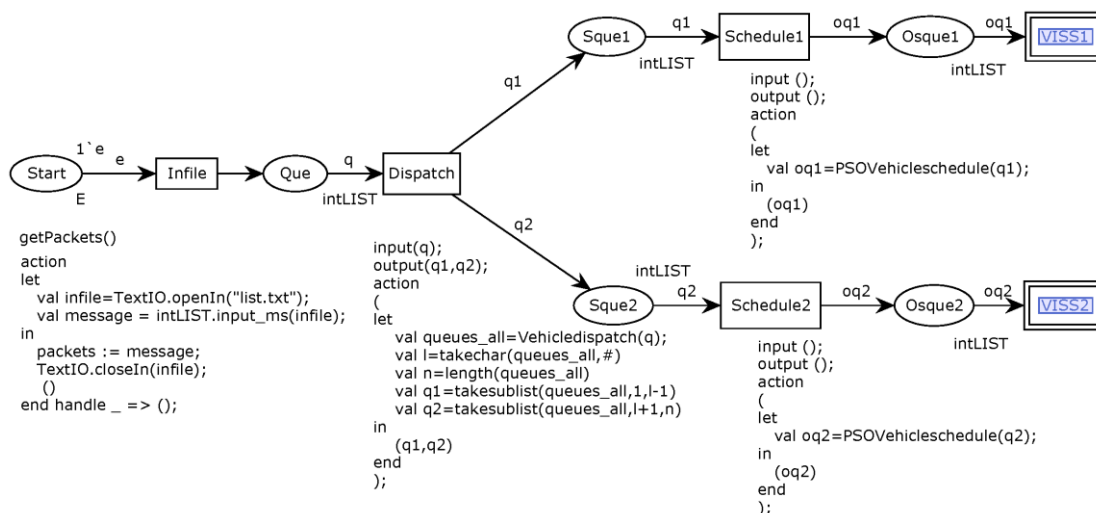 q1
oq1
oq1
Sque1
Schedule1
Osque1
VISS1
intLIST
intLIST
q1
input ();
output ();
action
(
let
val oq1=PSOVehicleschedule(q1);
in
(oq1)
end
);
1`e
e
q
Start
Infile
Que
Dispatch
E
intLIST
q2
getPackets()
action
let
val infile=TextIO.openIn("list.txt");
val message = intLIST.input_ms(infile);
in
packets := message;
TextIO.closeIn(infile);
()
end handle _ => ();
input(q);
output(q1,q2);
action
(
let
val queues_all=Vehicledispatch(q);
val l=takechar(queues_all,#)
val n=length(queues_all)
val q1=takesublist(queues_all,1,l-1)
val q2=takesublist(queues_all,l+1,n)
in
(q1,q2)
end
);
intLIST
q2
oq2
oq2
Sque2
Schedule2
Osque2
VISS2
intLIST
input ();
output ();
action
(
let
val oq2=PSOVehicleschedule(q2);
in
(oq2)
end
);